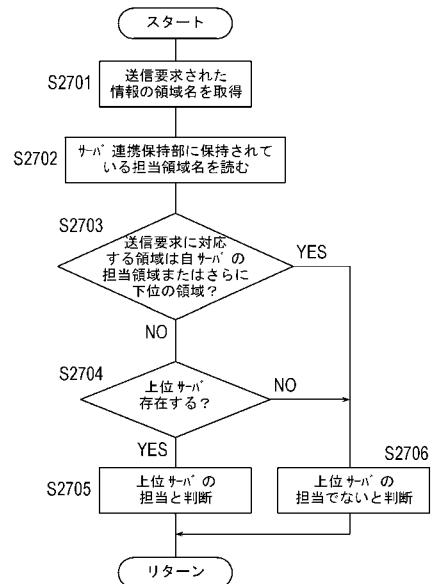 スタート
S2701
送信要求された
情報の領域名を取得
S2702
サーバ連携保持部に保持されて
いる担当領域名を読む
S2703
送信要求に対応
する領域は自サーバの
担当領域またはさらに
下位の領域？
YES
NO
S2704
上位サーバ
存在する？
NO
YES
S2705
上位サーバの
担当と判断
S2706
上位サーバの
担当でないと判断
リターン